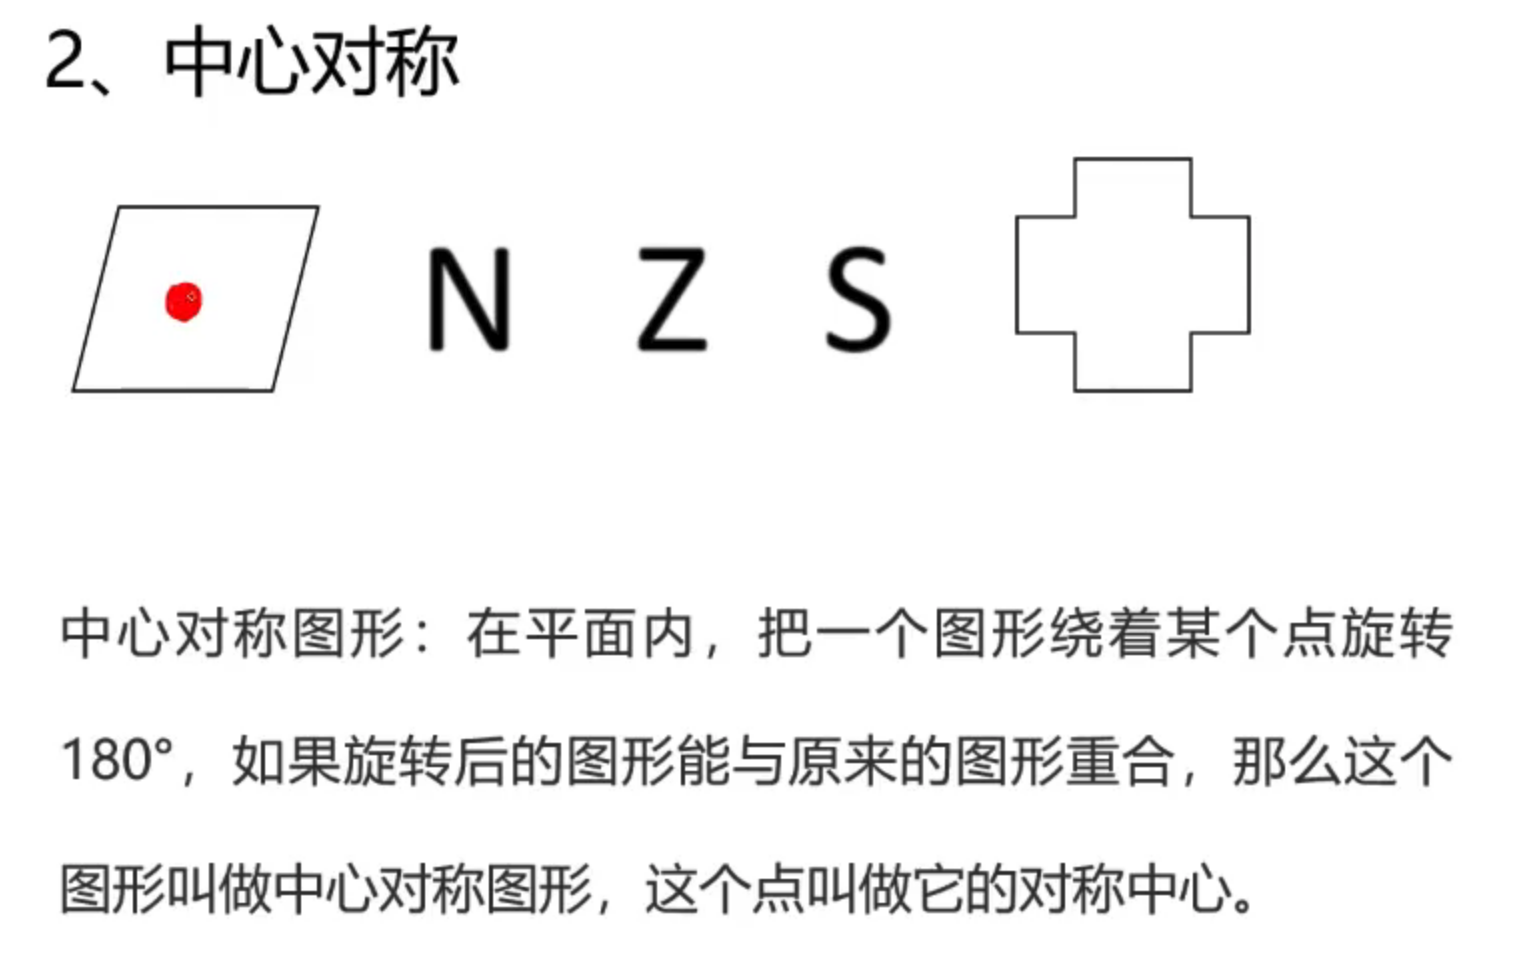 2、中心对称
N Z S
中心对称图形：在平面内，把一个图形绕着某个点旋转
180°，如果旋转后的图形能与原来的图形重合，那么这个
图形叫做中心对称图形，这个点叫做它的对称中心。